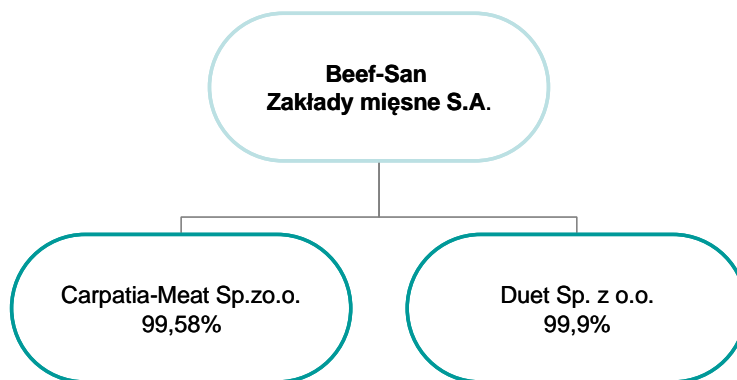 Beef-San
Zakłady mięsne S.A.
Carpatia-Meat Sp.zo.o.
99,58%
Duet Sp. z o.o.
99,9%